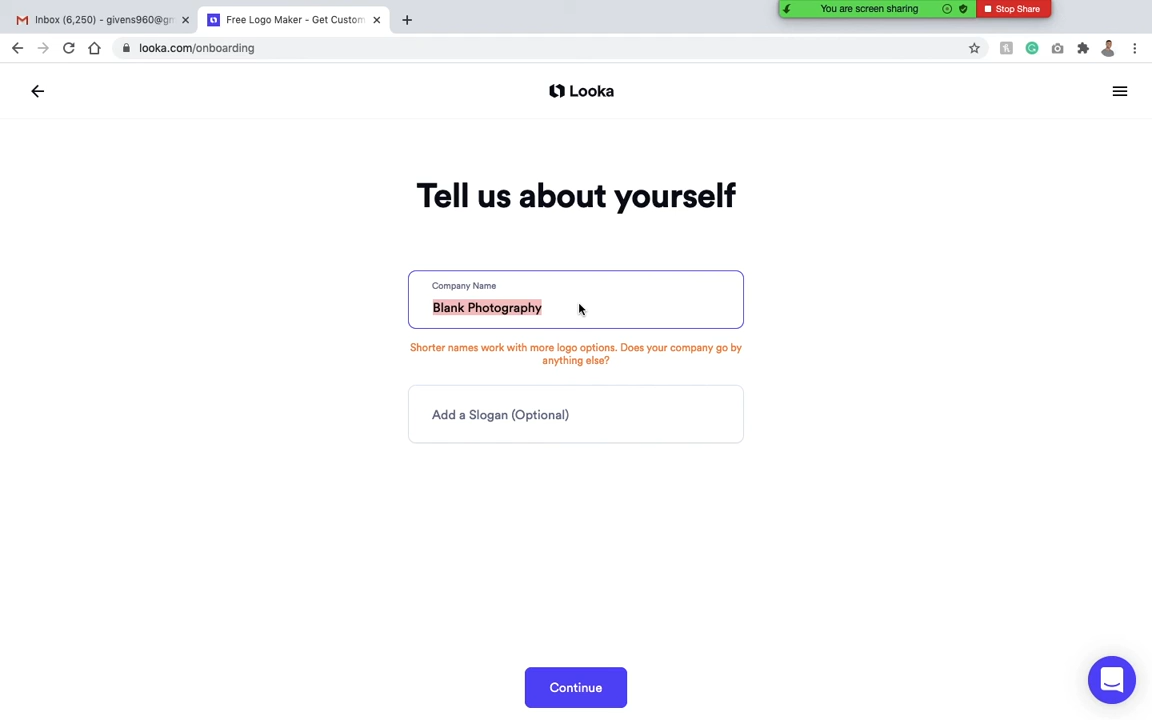 Inbox (6,250) - givens960@gm
Free Logo Maker - Get Custom
You are screen sharing
Stop Share
looka.com/onboarding
Looka
Tell us about yourself
Company Name
Blank Photography
Shorter names work with more logo options. Does your company go by
anything else?
Add a Slogan (Optional)
Continue